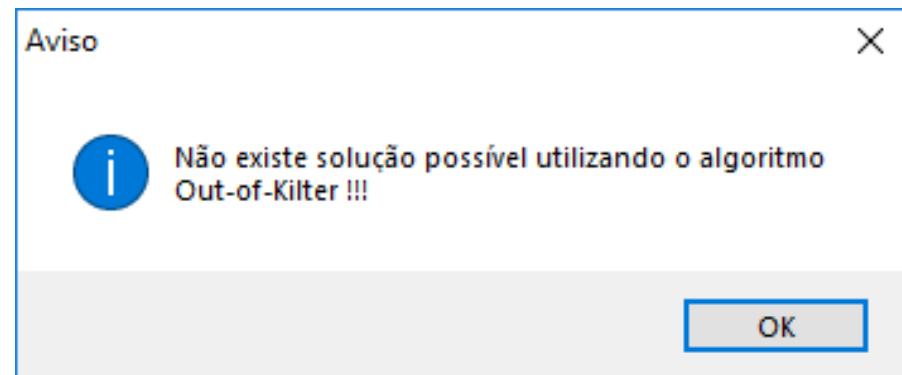 Aviso
Não existe solução possível utilizando o algoritmo
Out-of-Kilter !!!
OK